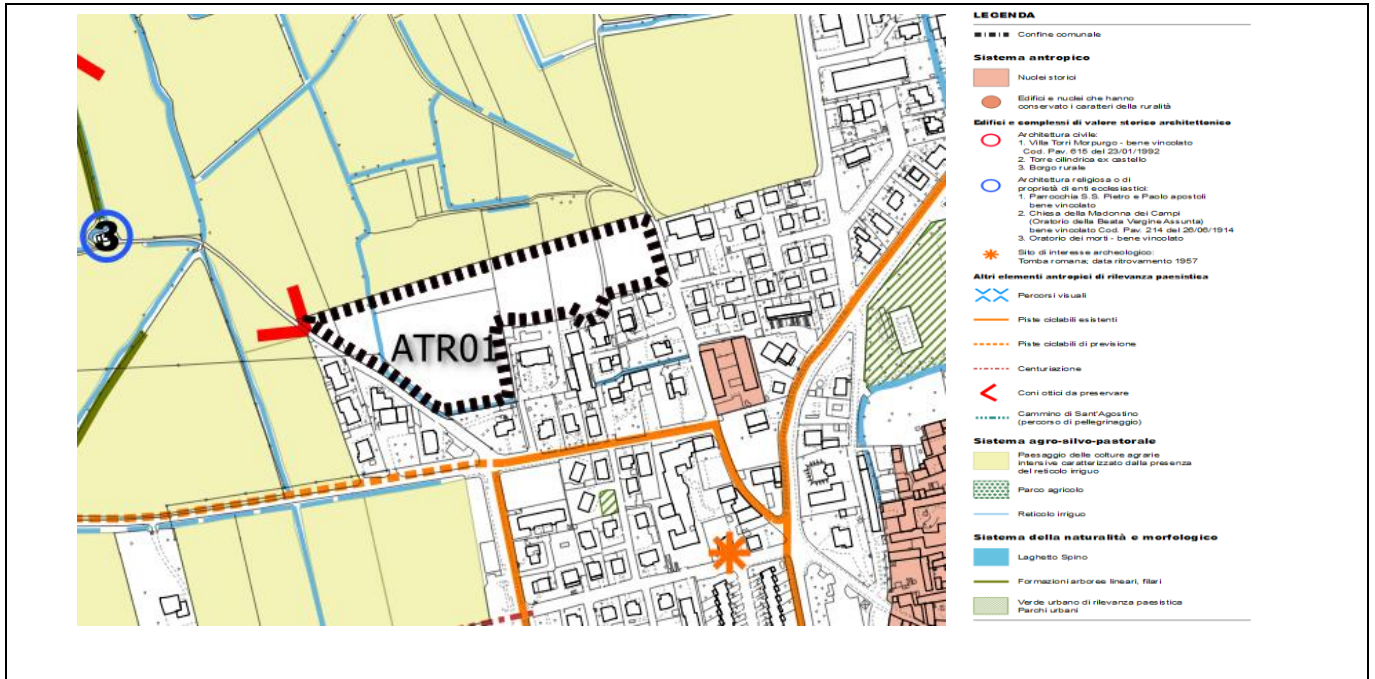 3
ATR01
LEGENDA
Confine comunale
Sistema antropico
Nuclei storici
Edifici e nuclei che hanno
conservato i caratteri della ruralità
Edifici e complessi di valore storico architettonico
Architettura civile:
1. Villa Torri Morpurgo - bene vincolato
Cod. Pav. 615 del 23/01/1992
2. Torre cilindrica ex castello
3. Borgo rurale
Architettura religiosa o di
proprietà di enti ecclesiastici:
1. Parrocchia S.S. Pietro e Paolo apostoli
bene vincolato
2. Chiesa della Madonna dei Campi
(Oratorio della Beata Vergine Assunta)
bene vincolato Cod. Pav. 214 del 26/06/1914
3. Oratorio dei morti - bene vincolato
Sito di interesse archeologico:
Tomba romana; data ritrovamento 1957
Altri elementi antropici di rilevanza paesistica
Percorsi visuali
Piste ciclabili esistenti
Piste ciclabili di previsione
Centuriazione
Coni ottici da preservare
Cammino di Sant'Agostino
(percorso di pellegrinaggio)
Sistema agro-silvo-pastorale
Paesaggio delle colture agrarie
intensive caratterizzato dalla presenza
del reticolo irriguo
Parco agricolo
Reticolo irriguo
Sistema della naturalità e morfologico
Laghetto Spino
Formazioni arboree lineari, filari
Verde urbano di rilevanza paesistica
Parchi urbani